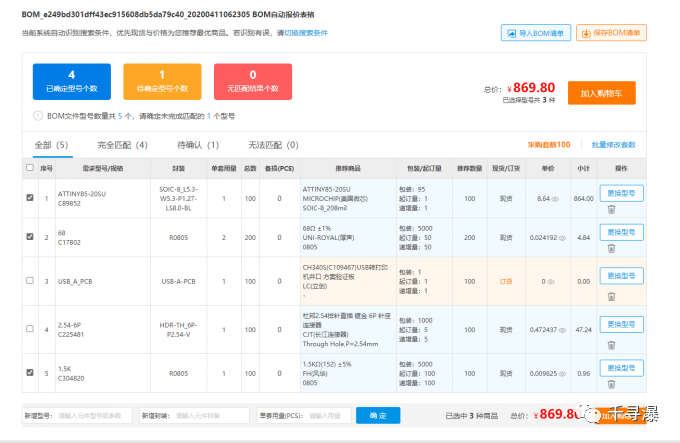 BOM_e249bd301dff43ec915608db5da79c40_20200411062305 BOM自动报价表格
当前系统自动识别搜索条件，优先现货与价格为您推荐最优商品。若识别有误，请切换搜索条件
导入BOM清单
保存BOM清单
4
已确定型号个数
1
待确定型号个数
0
无匹配结果个数
总价：￥869.80
已选择型号共 3 种
加入购物车
BOM文件型号数量共 5 个，请确定未完成匹配的 1 个型号
全部（5） 完全匹配（4） 待确认（1） 无法匹配（0）
采购套数100 批量修改套数
序号 需求型号/规格 封装 单套用量 总数 备损(PCS) 推荐商品 包装/起订量 推荐数量 现货/订货 单价 小计 操作
1 ATTINY85-20SU
C89852
SOIC-8_L5.3-
W5.3-P1.27-
LS8.0-BL
1 100 0
ATTINY85-20SU
MICROCHIP(美国微芯)
SOIC-8_208mil
包装：95
起订量：1
递增量：1
100 现货 8.64 864.00 更换型号
2 68
C17802
R0805 2 200 0
68Ω ±1%
UNI-ROYAL(厚声)
0805
包装：5000
起订量：50
递增量：50
200 现货 0.024192 4.84 更换型号
3 USB_A_PCB USB-A-PCB 1 100 0
CH340S(C109467)USB转打印
机并口 方案验证板
LC(立创)
-
包装：1
起订量：1
递增量：1
100 订货 0 0.00 更换型号
4 2.54-6P
C225481
HDR-TH_6P-
P2.54-V
1 100 0
杜邦2.54排针直插 镀金 6P 针座
连接器
CJT(长江连接器)
Through Hole,P=2.54mm
包装：1000
起订量：5
递增量：5
100 现货 0.472437 47.24 更换型号
5 1.5K
C304820
R0805 1 100 0
1.5KΩ(152) ±5%
FH(风华)
0805
包装：5000
起订量：100
递增量：100
100 现货 0.009625 0.96 更换型号
新增型号： 请输入元件型号或参数 新增封装： 请输入元件封装 单套用量(PCS)： 请输入用量 确 定
已选中 3 种商品 总价：￥869.80
千寻瀑